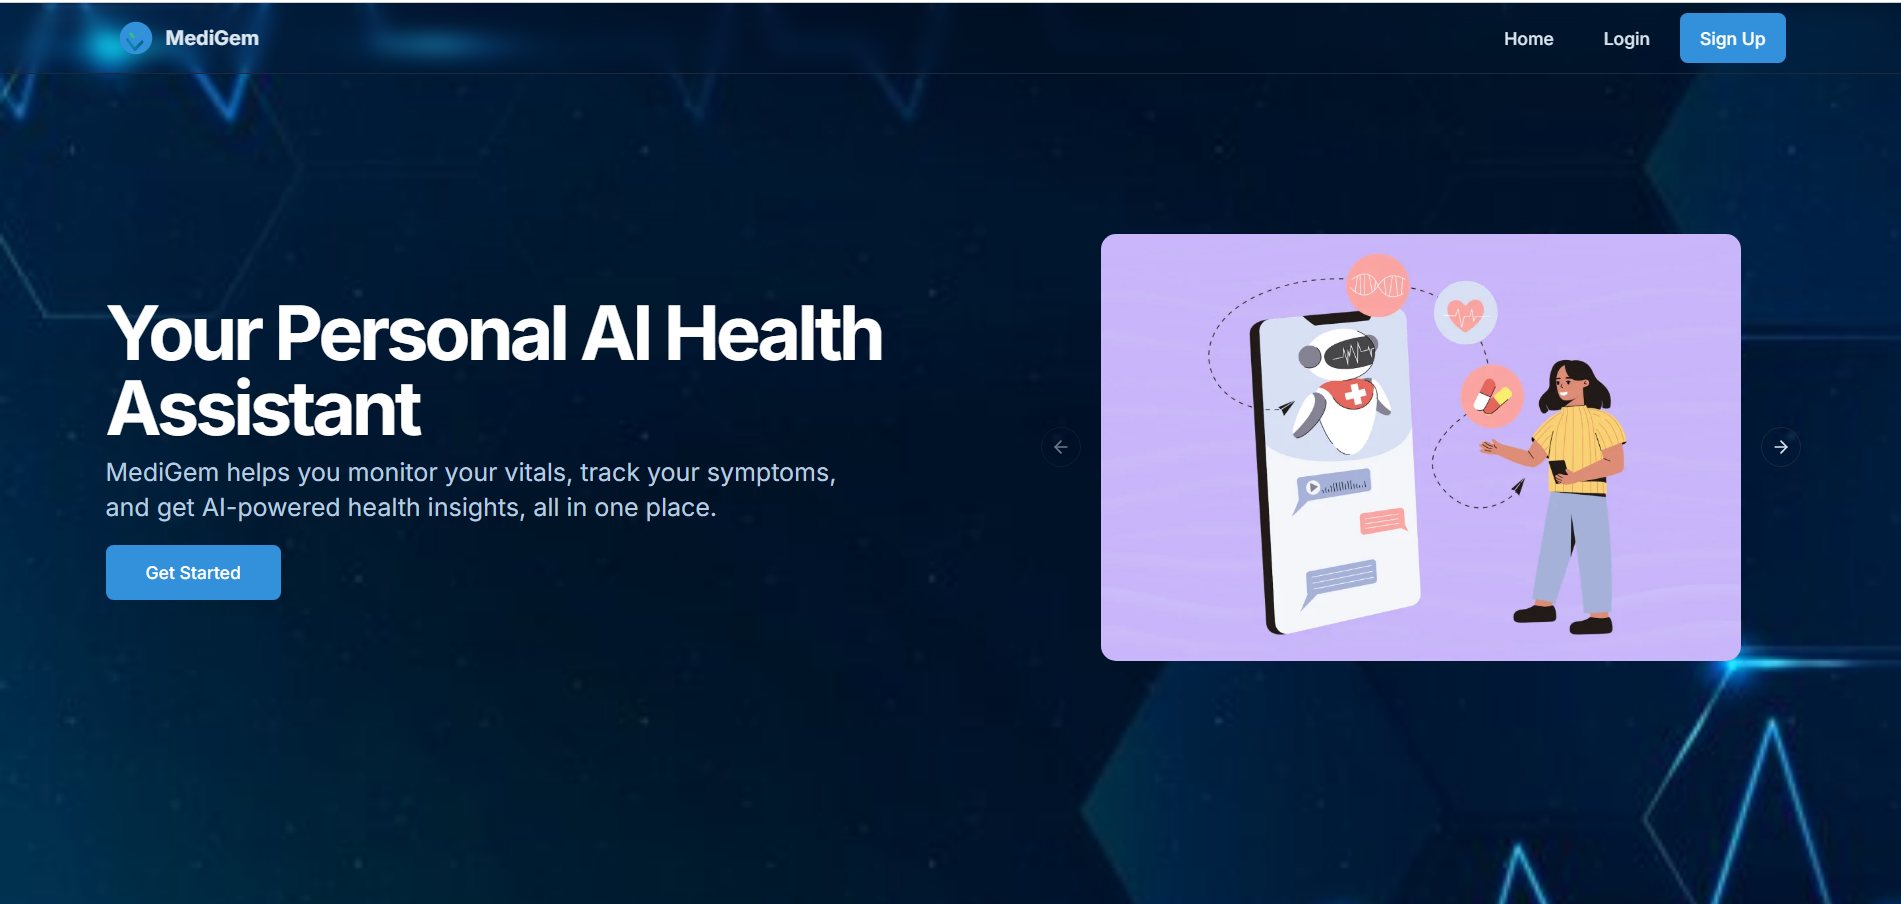 MediGem
Home
Login
Sign Up
Your Personal AI Health
Assistant
MediGem helps you monitor your vitals, track your symptoms,
and get AI-powered health insights, all in one place.
Get Started